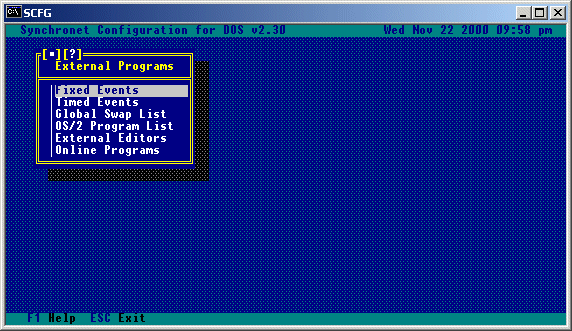 SCFG
Synchronet Configuration for DOS v2.30 Wed Nov 22 2000 09:58 pm
[■][?]
External Programs
Fixed Events
Timed Events
Global Swap List
OS/2 Program List
External Editors
Online Programs
F1 Help ESC Exit